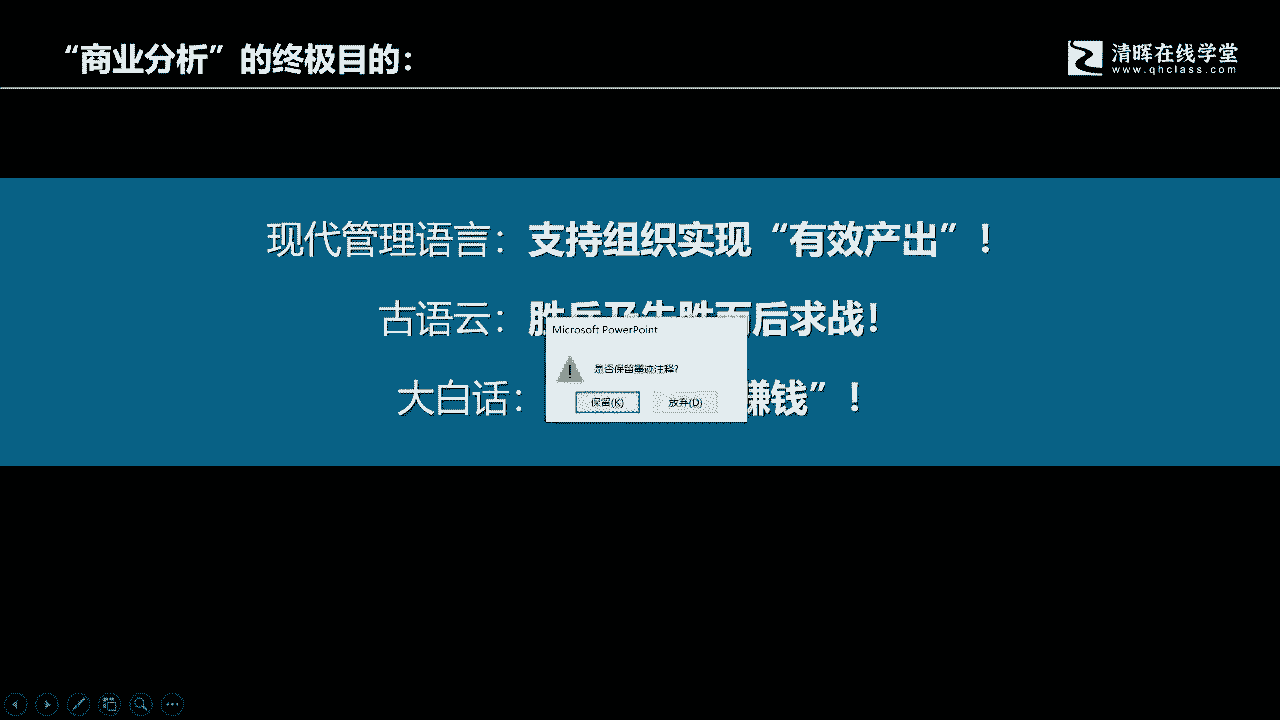 “商业分析”的终极目的：
清晖在线学堂
www.qhclass.com
现代管理语言：支持组织实现“有效产出”！
古语云：胜兵乃先胜而后求战！
Microsoft PowerPoint
是否保留墨迹注释?
大白话：赚钱”！
保留(K) 放弃(D)